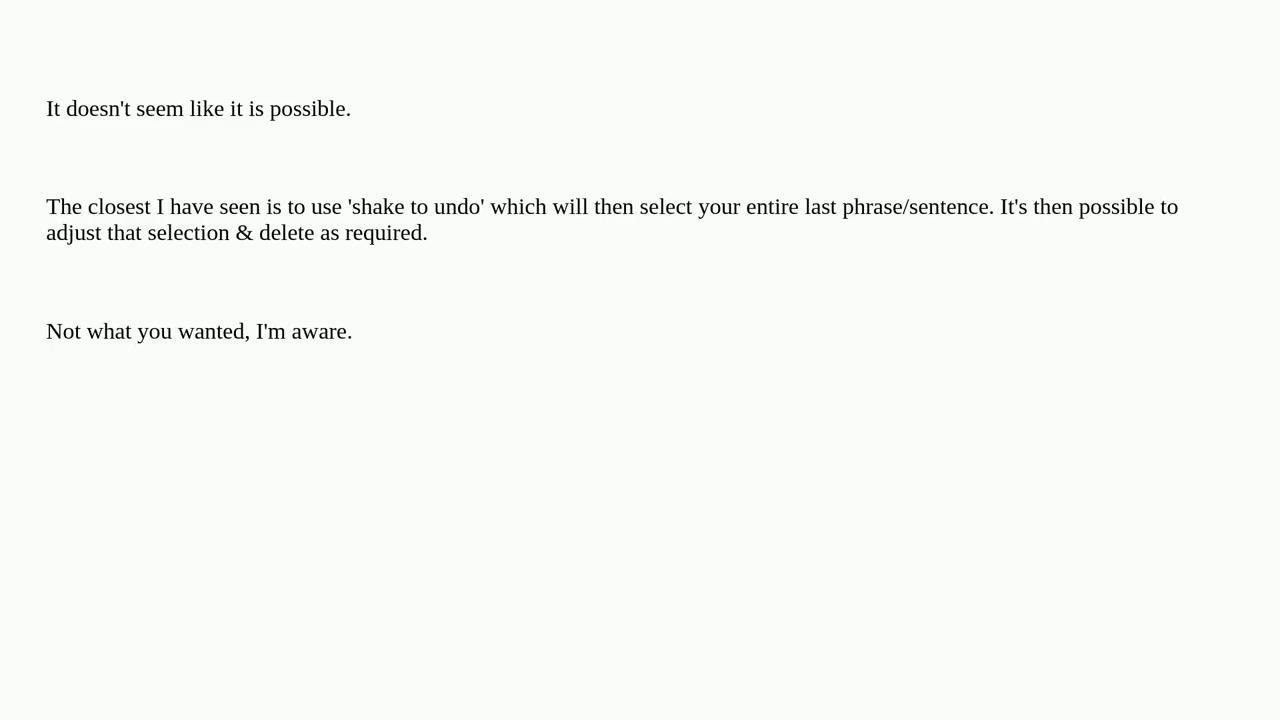 It doesn't seem like it is possible.
The closest I have seen is to use 'shake to undo' which will then select your entire last phrase/sentence. It's then possible to
adjust that selection & delete as required.
Not what you wanted, I'm aware.